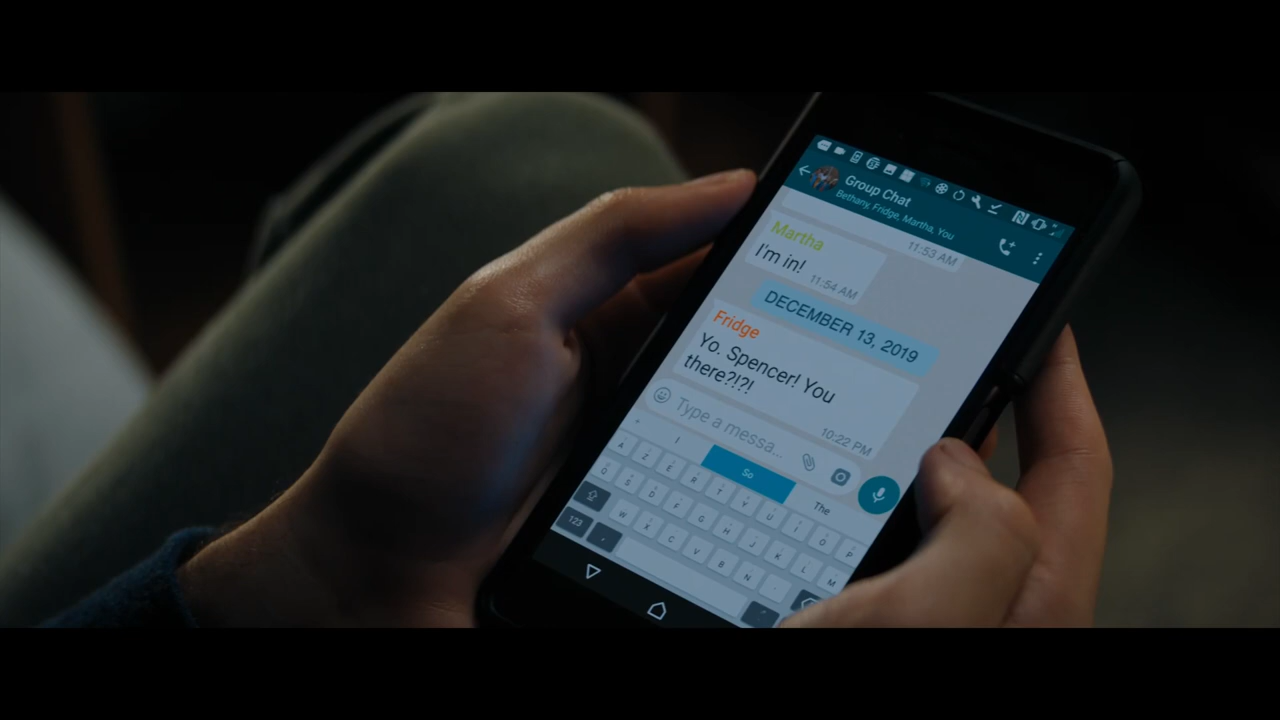 Group Chat
Bethany, Fridge, Martha, You
11:53 AM
Martha
I'm in!
11:54 AM
DECEMBER 13, 2019
Fridge
Yo. Spencer! You
there?!?!
10:22 PM
Type a messa...
I So The
A Z E R T Y U I O P
Q S D F G H J K L M
W X C V B N
123